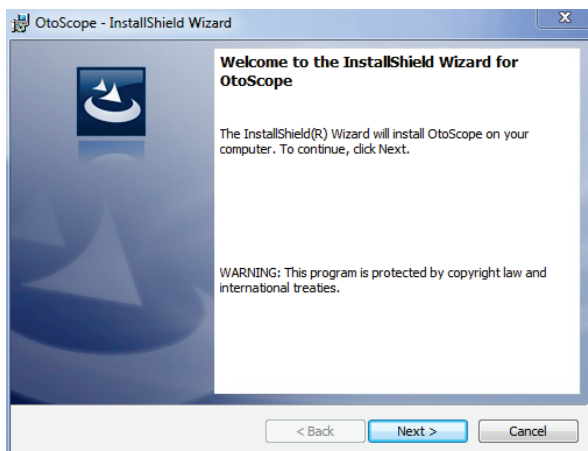 OtoScope - InstallShield Wizard
X
Welcome to the InstallShield Wizard for
OtoScope
The InstallShield(R) Wizard will install OtoScope on your
computer. To continue, click Next.
WARNING: This program is protected by copyright law and
international treaties.
< Back Next > Cancel